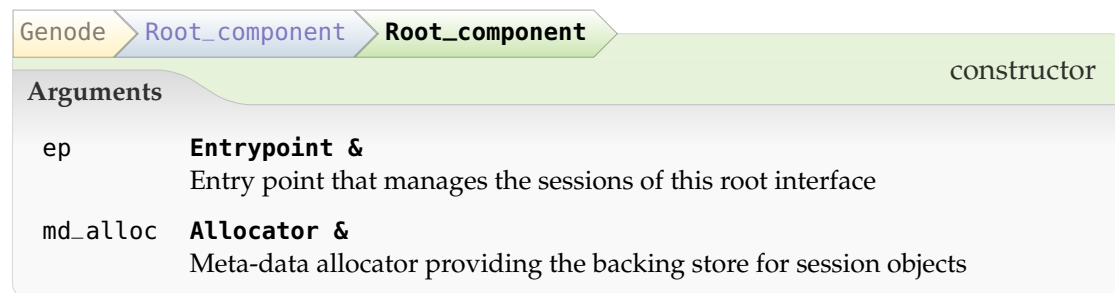 Genode Root_component Root_component
constructor
Arguments
ep Entrypoint &
Entry point that manages the sessions of this root interface
md_alloc Allocator &
Meta-data allocator providing the backing store for session objects